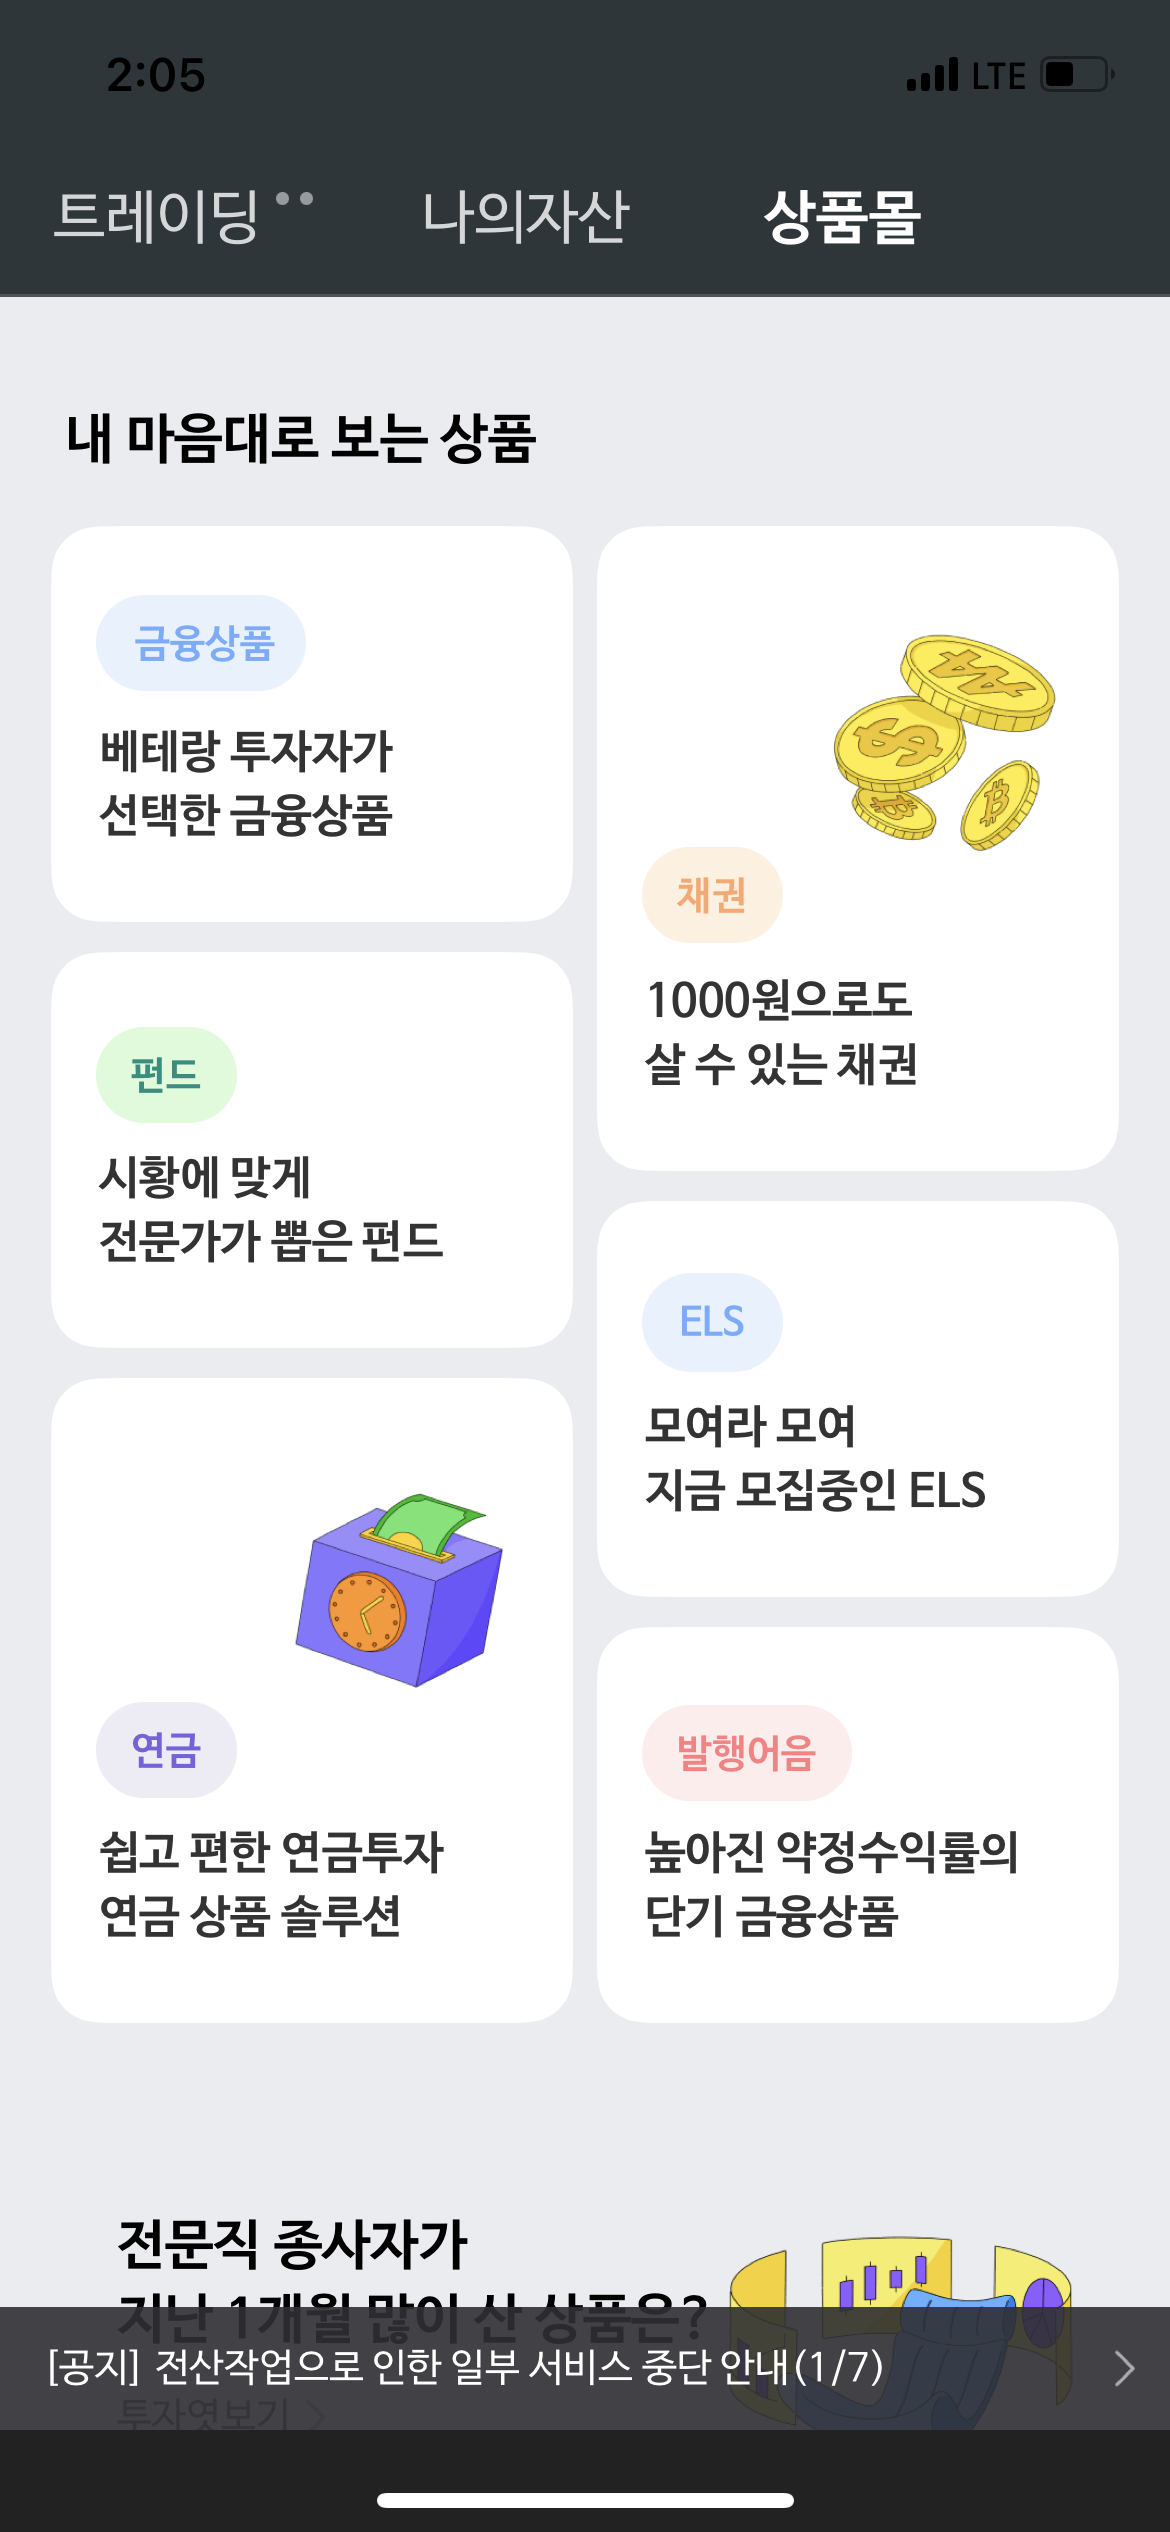 2:05
LTE
트레이딩
나의자산
상품몰
내 마음대로 보는 상품
금융상품
베테랑 투자자가
선택한 금융상품
채권
1000원으로도
살 수 있는 채권
펀드
시황에 맞게
전문가가 뽑은 펀드
ELS
모여라 모여
지금 모집중인 ELS
연금
쉽고 편한 연금투자
연금 상품 솔루션
발행어음
높아진 약정수익률의
단기 금융상품
전문직 종사자가
지난 1개월 많이 산 상품은?
[공지] 전산작업으로 인한 일부 서비스 중단 안내(1/7)
투자엿보기